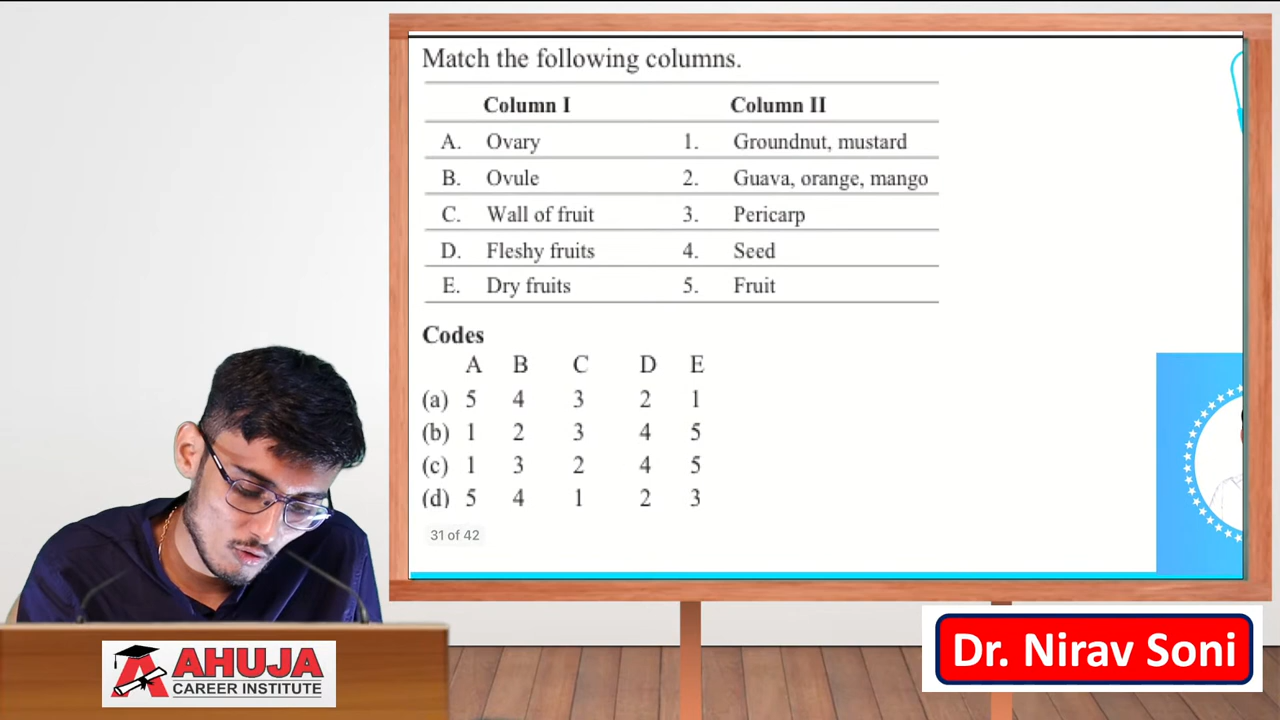 Match the following columns.
Column I Column II
A. Ovary 1. Groundnut, mustard
B. Ovule 2. Guava, orange, mango
C. Wall of fruit 3. Pericarp
D. Fleshy fruits 4. Seed
E. Dry fruits 5. Fruit
Codes
A B C D E
(a) 5 4 3 2 1
(b) 1 2 3 4 5
(c) 1 3 2 4 5
(d) 5 4 1 2 3
31 of 42
Dr. Nirav Soni
AHUJA
CAREER INSTITUTE